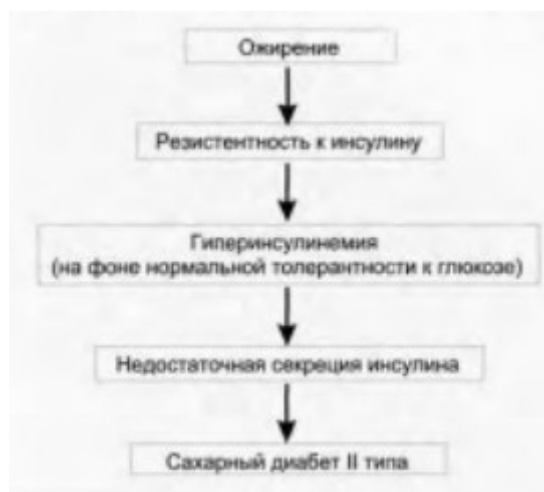 Ожирение
Резистентность к инсулину
Гиперинсулинемия
(на фоне нормальной толерантности к глюкозе)
Недостаточная секреция инсулина
Сахарный диабет II типа